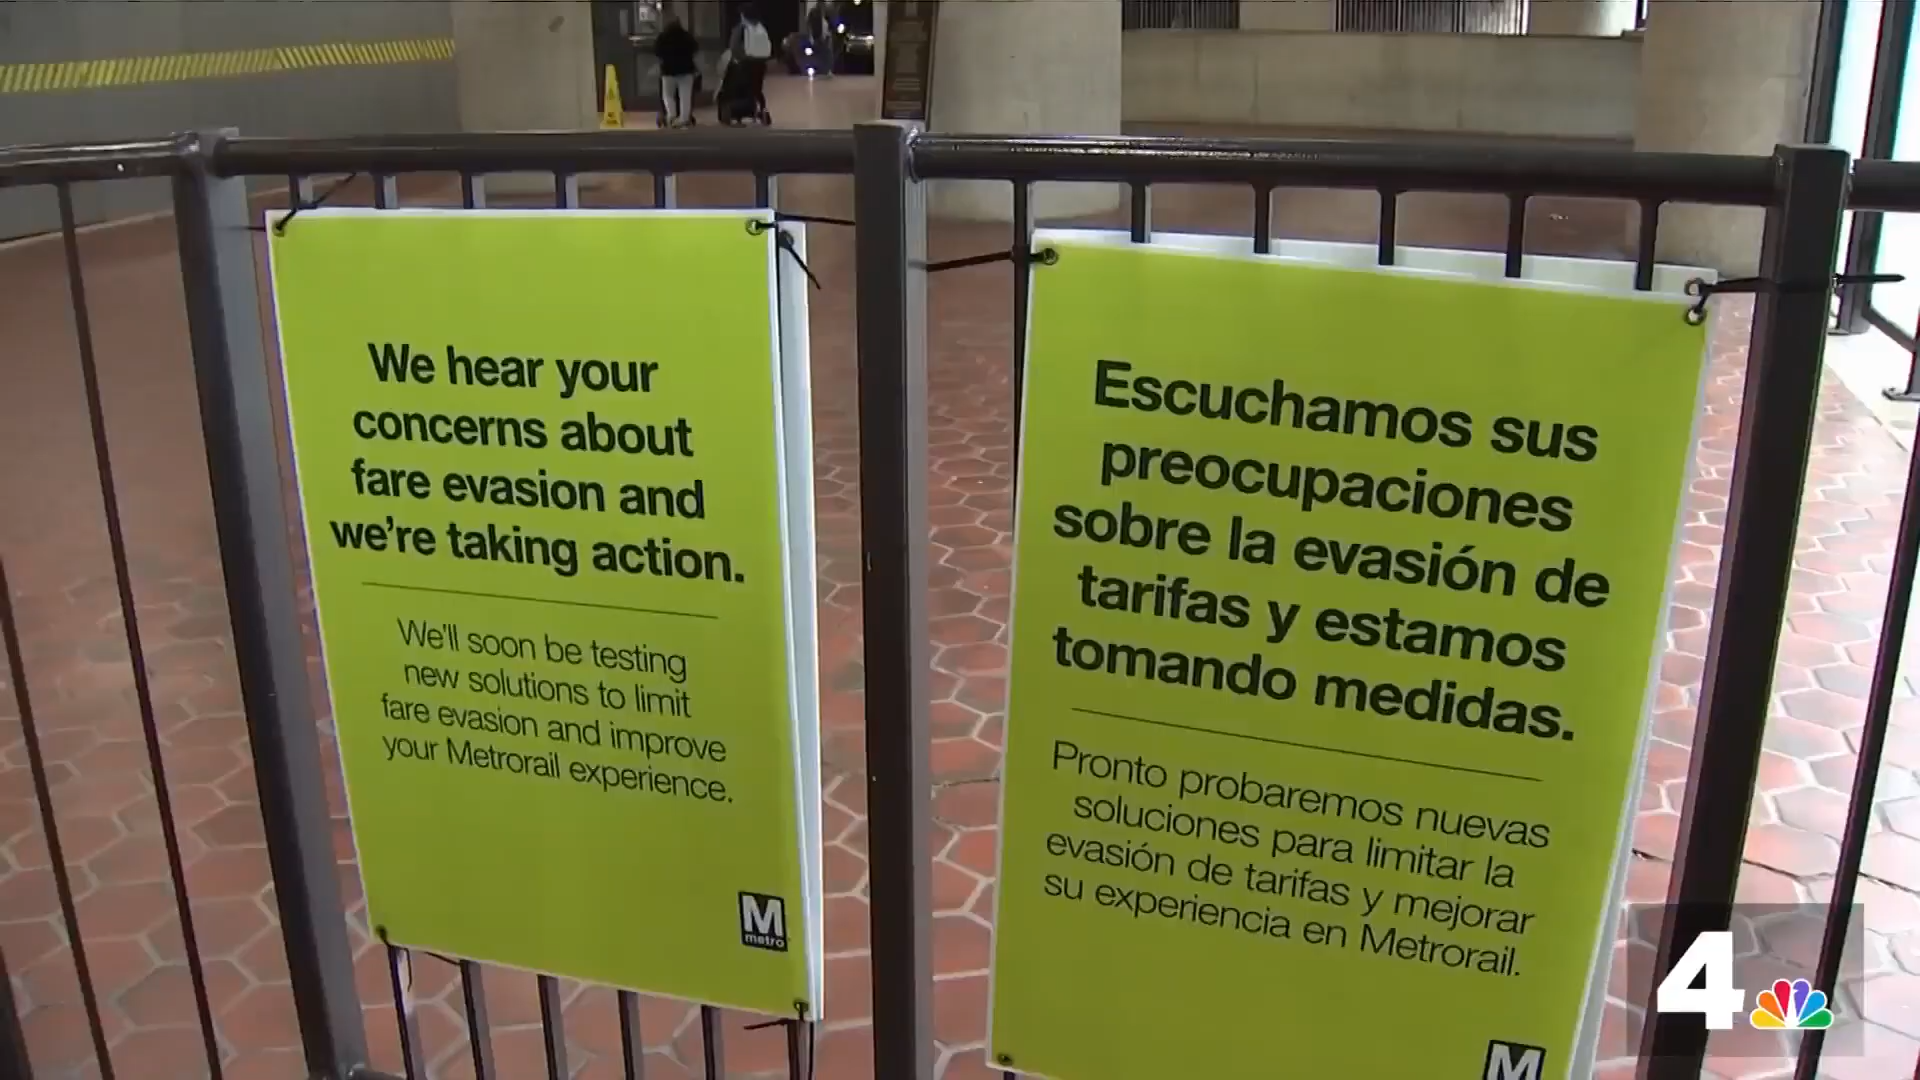 We hear your
concerns about
fare evasion and
we're taking action.
We'll soon be testing
new solutions to limit
fare evasion and improve
your Metrorail experience.
M
metro
Escuchamos sus
preocupaciones
sobre la evasión de
tarifas y estamos
tomando medidas.
Pronto probaremos nuevas
soluciones para limitar la
evasión de tarifas y mejorar
su experiencia en Metrorail.
M
4